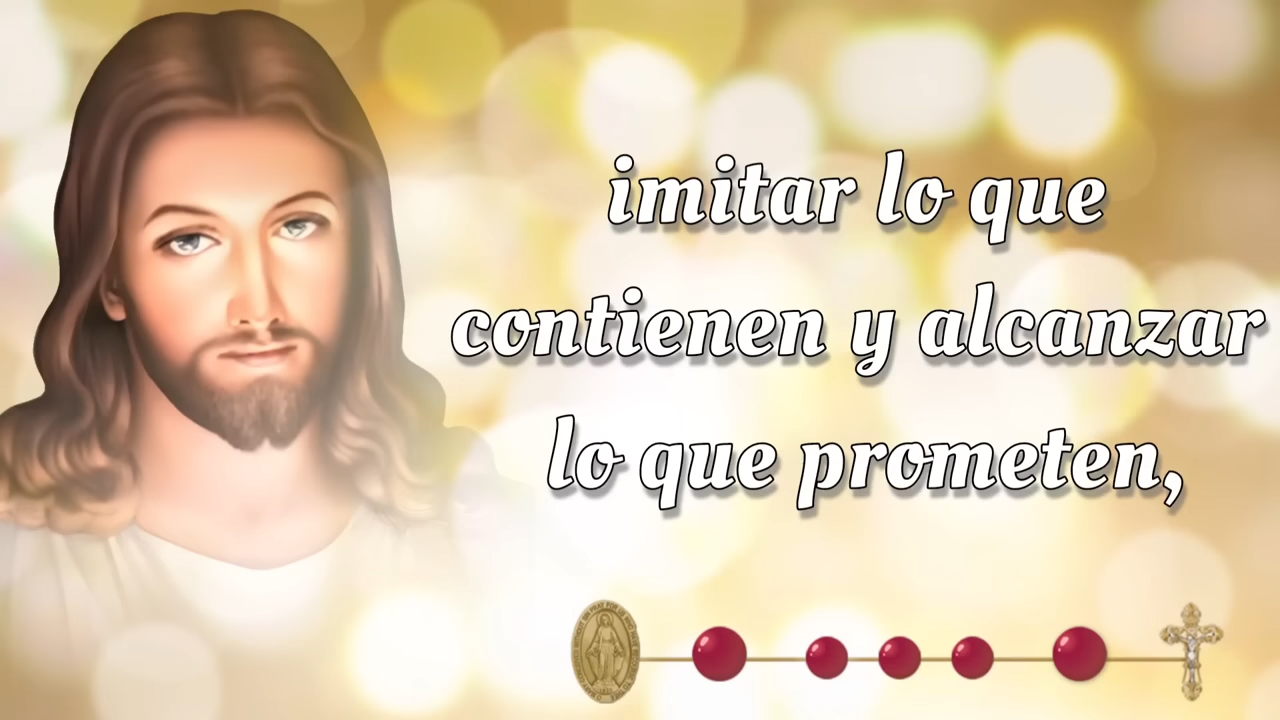 imitar lo que
contienen y alcanzar
lo que prometen,